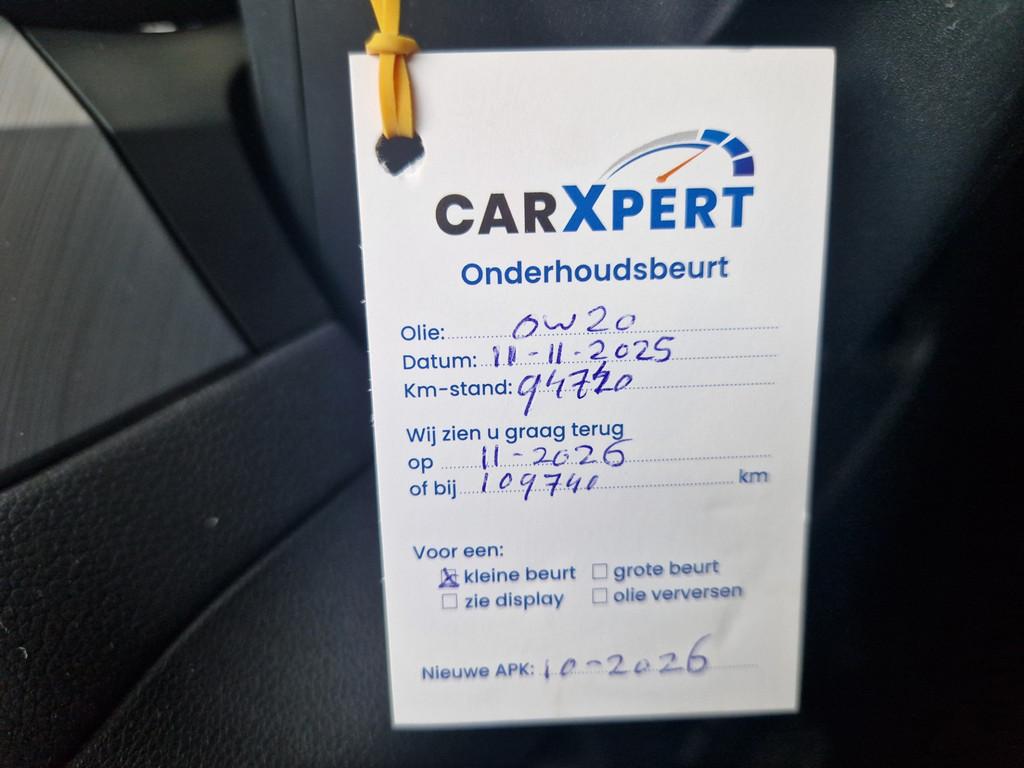 CARXPERT
Onderhoudsbeurt
Olie: 0W20
Datum: 11-11-2025
Km-stand: 94740
Wij zien u graag terug
op 11-2026
of bij 109740 km
Voor een:
kleine beurt grote beurt
zie display olie verversen
Nieuwe APK: 10-2026